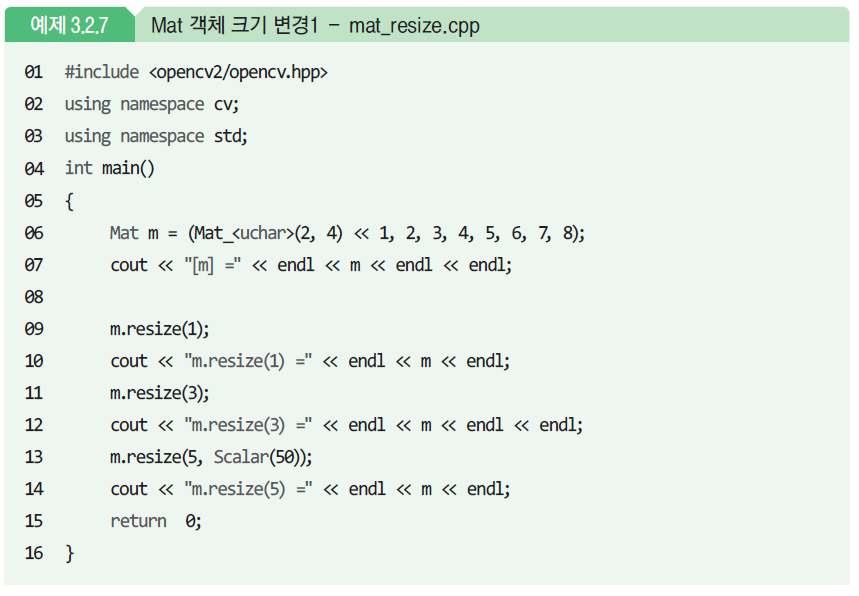 예제 3.2.7 Mat 객체 크기 변경1 - mat_resize.cpp
01 #include <opencv2/opencv.hpp>
02 using namespace cv;
03 using namespace std;
04 int main()
05 {
06 Mat m = (Mat_<uchar>(2, 4) << 1, 2, 3, 4, 5, 6, 7, 8);
07 cout << "[m] =" << endl << m << endl << endl;
08
09 m.resize(1);
10 cout << "m.resize(1) =" << endl << m << endl;
11 m.resize(3);
12 cout << "m.resize(3) =" << endl << m << endl << endl;
13 m.resize(5, Scalar(50));
14 cout << "m.resize(5) =" << endl << m << endl;
15 return 0;
16 }